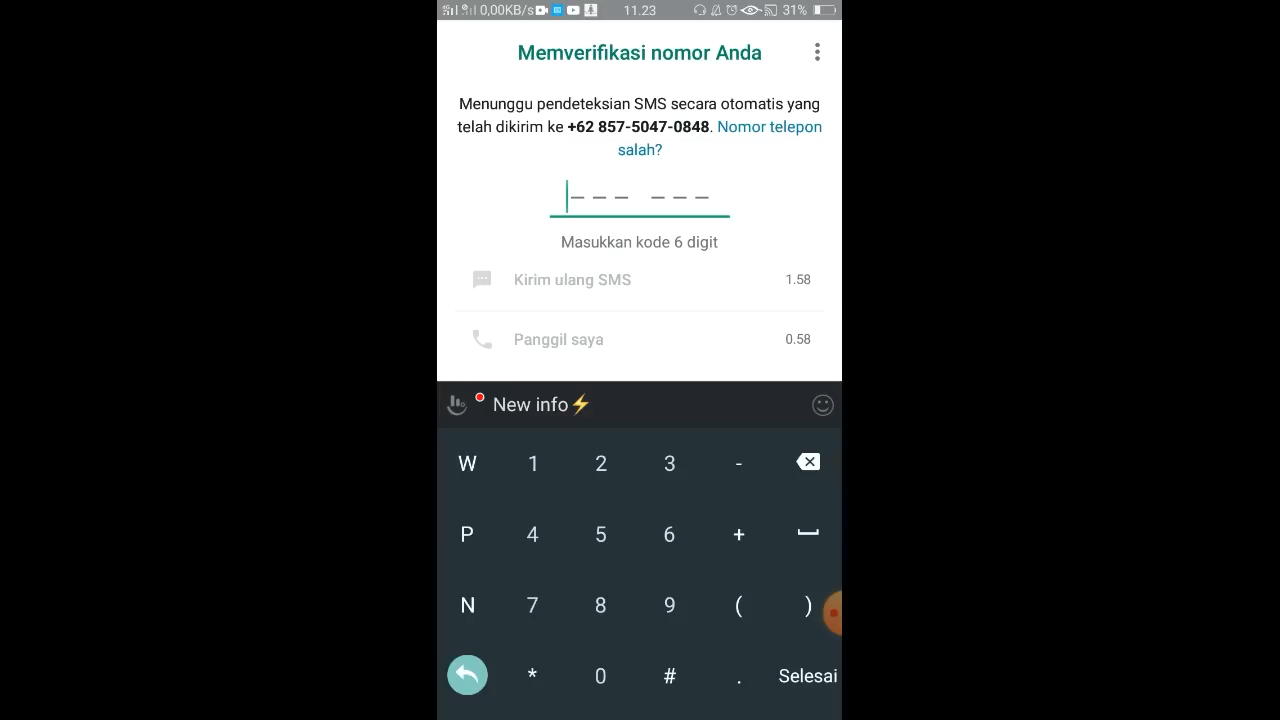 0,00KB/s 11.23 31%
Memverifikasi nomor Anda
Menunggu pendeteksian SMS secara otomatis yang
telah dikirim ke +62 857-5047-0848. Nomor telepon
salah?
Masukkan kode 6 digit
Kirim ulang SMS 1.58
Panggil saya 0.58
New info⚡
W 1 2 3 -
P 4 5 6 +
N 7 8 9 ( )
* 0 # . Selesai